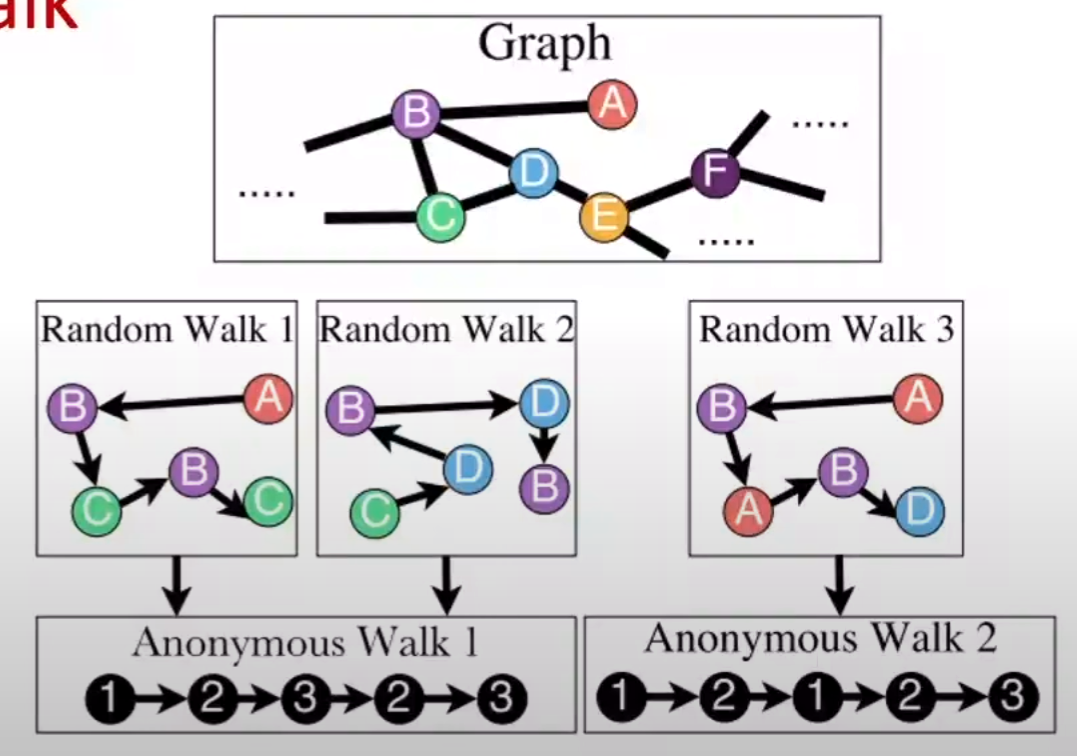 alk
Graph
B
A
.....
D
F
.....
C
E
.....
Random Walk 1
B
A
B
C
C
Random Walk 2
B
D
D
B
C
Random Walk 3
B
A
B
A
D
Anonymous Walk 1
1 2 3 2 3
Anonymous Walk 2
1 2 1 2 3